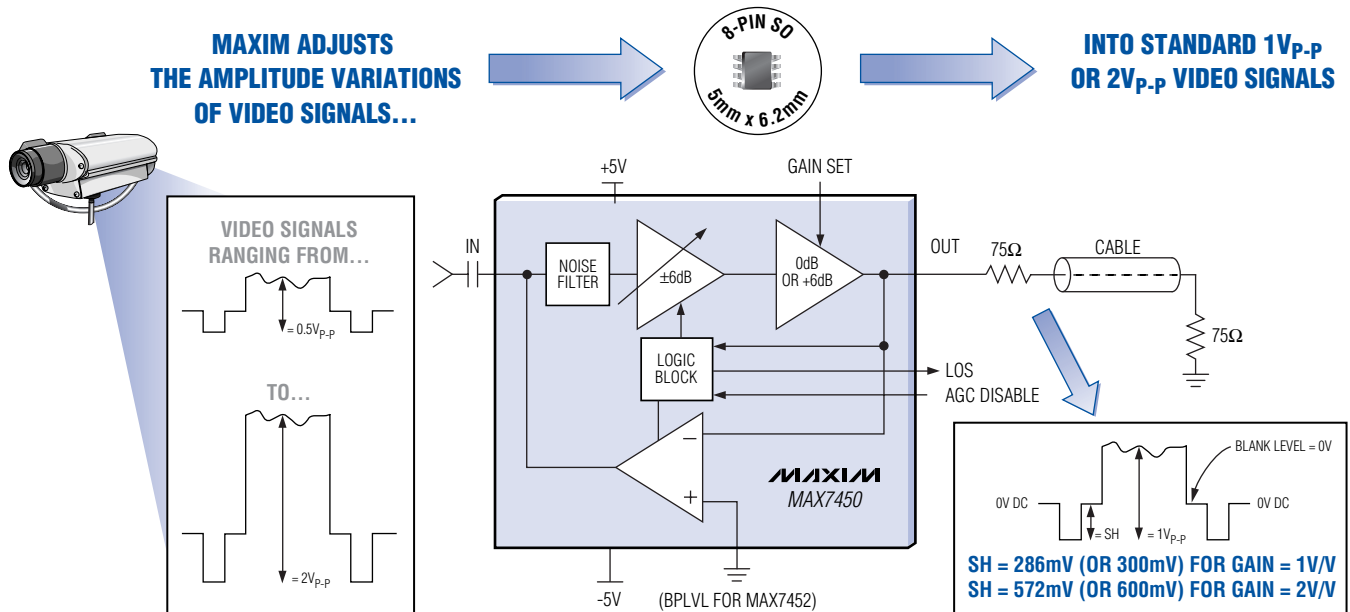 MAXIM ADJUSTS
THE AMPLITUDE VARIATIONS
OF VIDEO SIGNALS...
8-PIN SO
5mm x 6.2mm
INTO STANDARD 1VP-P
OR 2VP-P VIDEO SIGNALS
VIDEO SIGNALS
RANGING FROM...
= 0.5VP-P
TO...
= 2VP-P
+5V
GAIN SET
IN
NOISE
FILTER
±6dB
0dB
OR +6dB
OUT
75Ω
CABLE
75Ω
LOGIC
BLOCK
LOS
AGC DISABLE
−
+
MAXIM
MAX7450
-5V
(BPLVL FOR MAX7452)
BLANK LEVEL = 0V
0V DC
0V DC
= SH
= 1VP-P
SH = 286mV (OR 300mV) FOR GAIN = 1V/V
SH = 572mV (OR 600mV) FOR GAIN = 2V/V